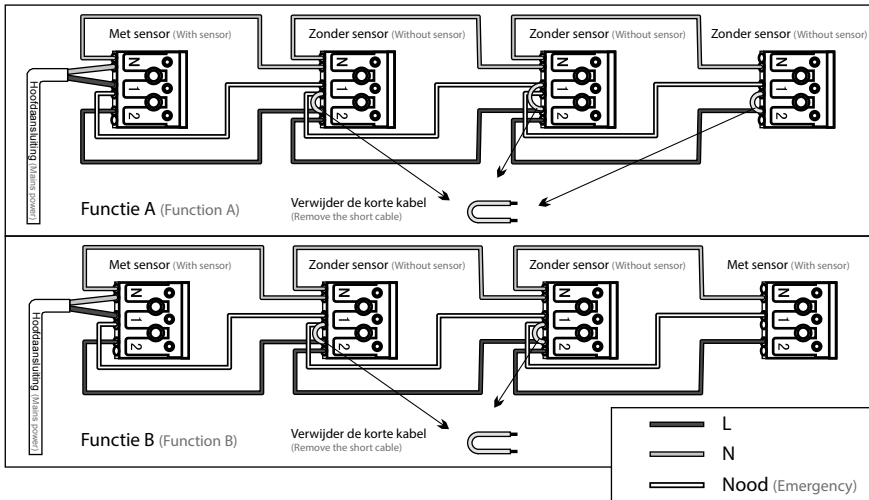 Met sensor (With sensor)
Zonder sensor (Without sensor)
Zonder sensor (Without sensor)
Zonder sensor (Without sensor)
Hoofdaansluiting (Mains power)
N
1
2
N
1
2
N
1
2
N
1
2
Functie A (Function A)
Verwijder de korte kabel
(Remove the short cable)
Met sensor (With sensor)
Zonder sensor (Without sensor)
Zonder sensor (Without sensor)
Met sensor (With sensor)
Hoofdaansluiting (Mains power)
N
1
2
N
1
2
N
1
2
N
1
2
Functie B (Function B)
Verwijder de korte kabel
(Remove the short cable)
L
N
Nood (Emergency)